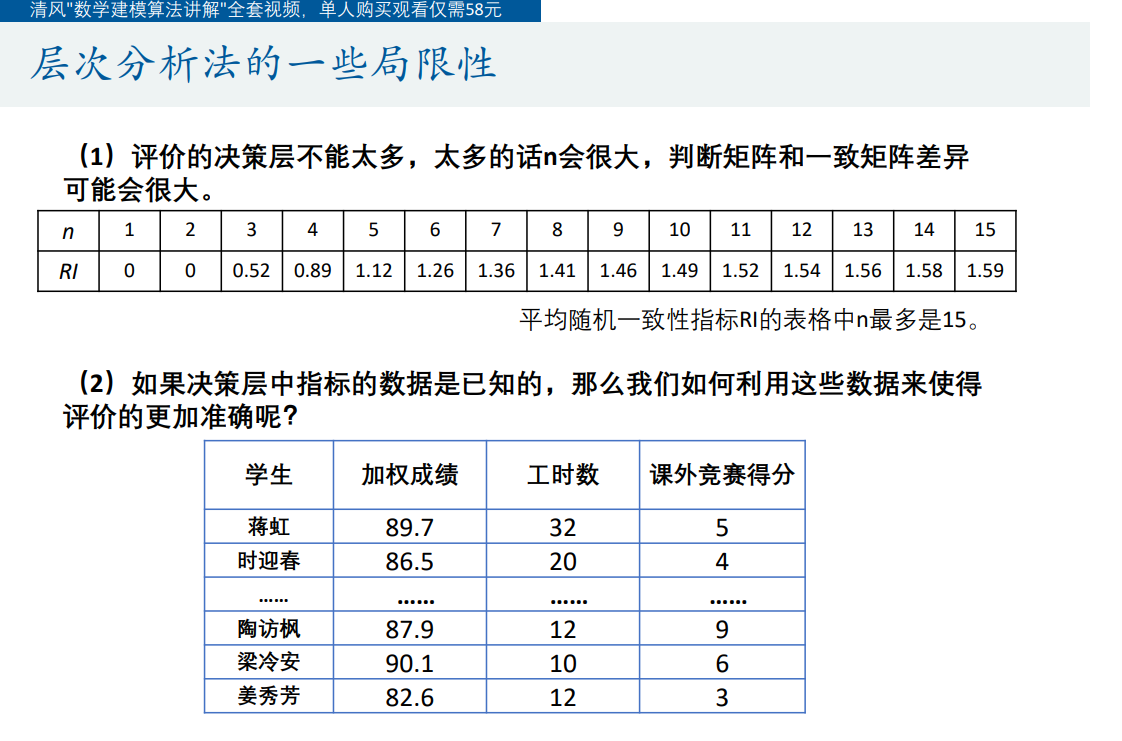 清风"数学建模算法讲解"全套视频，单人购买观看仅需58元
层次分析法的一些局限性
（1）评价的决策层不能太多，太多的话n会很大，判断矩阵和一致矩阵差异
可能会很大。
n 1 2 3 4 5 6 7 8 9 10 11 12 13 14 15
RI 0 0 0.52 0.89 1.12 1.26 1.36 1.41 1.46 1.49 1.52 1.54 1.56 1.58 1.59
平均随机一致性指标RI的表格中n最多是15。
（2）如果决策层中指标的数据是已知的，那么我们如何利用这些数据来使得
评价的更加准确呢？
学生 加权成绩 工时数 课外竞赛得分
蒋虹 89.7 32 5
时迎春 86.5 20 4
…… …… …… ……
陶访枫 87.9 12 9
梁冷安 90.1 10 6
姜秀芳 82.6 12 3